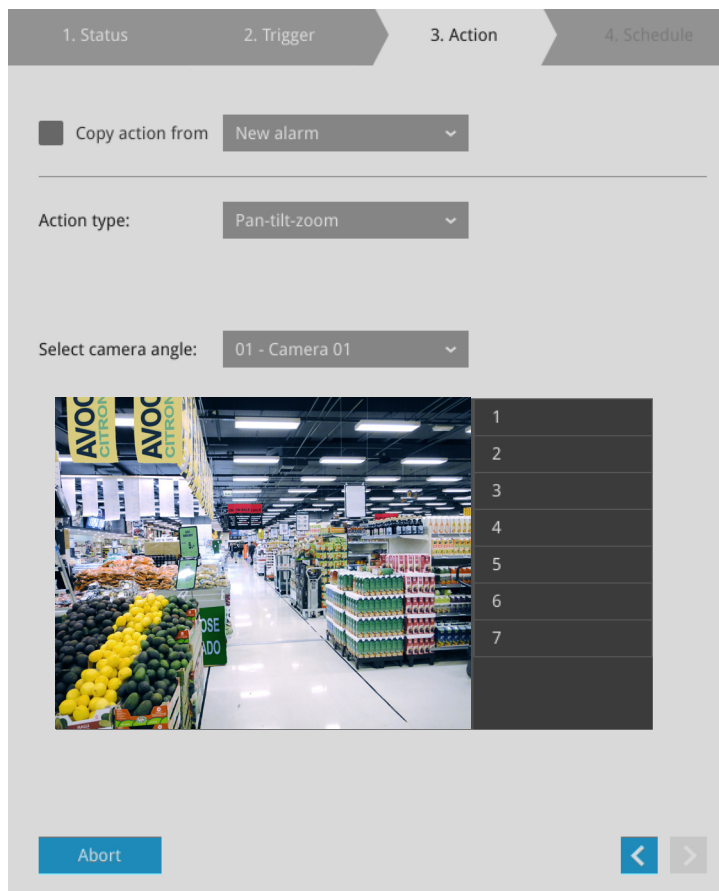 1. Status
2. Trigger
3. Action
4. Schedule
Copy action from
New alarm
Action type:
Pan-tilt-zoom
Select camera angle:
01 - Camera 01
AVOC
CITRON
AVOC
CITRON
OSE
ADO
1
2
3
4
5
6
7
Abort